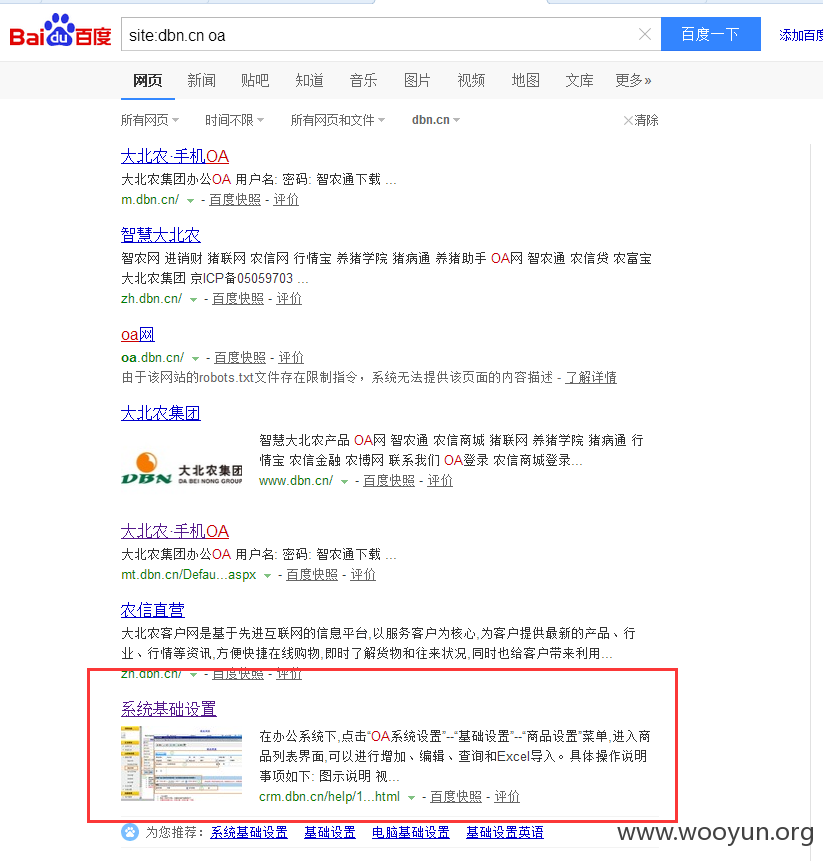 Bai du 百度
site:dbn.cn oa
百度一下
添加百度
网页 新闻 贴吧 知道 音乐 图片 视频 地图 文库 更多»
所有网页 时间不限 所有网页和文件 dbn.cn ×清除
大北农·手机OA
大北农集团办公OA 用户名: 密码: 智农通下载 ...
m.dbn.cn/ - 百度快照 - 评价
智慧大北农
智农网 进销财 猪联网 农信网 行情宝 养猪学院 猪病通 养猪助手 OA网 智农通 农信贷 农富宝
大北农集团 京ICP备05059703 ...
zh.dbn.cn/ - 百度快照 - 评价
oa网
oa.dbn.cn/ - 百度快照 - 评价
由于该网站的robots.txt文件存在限制指令，系统无法提供该页面的内容描述 - 了解详情
大北农集团
DBN 大北农集团
DA BEI NONG GROUP
智慧大北农产品 OA网 智农通 农信商城 猪联网 养猪学院 猪病通 行
情宝 农信金融 农博网 联系我们 OA登录 农信商城登录...
www.dbn.cn/ - 百度快照 - 评价
大北农·手机OA
大北农集团办公OA 用户名: 密码: 智农通下载 ...
mt.dbn.cn/Defau...aspx - 百度快照 - 评价
农信直营
大北农客户网是基于先进互联网的信息平台,以服务客户为核心,为客户提供最新的产品、行
业、行情等资讯,方便快捷在线购物,即时了解货物和往来状况,同时也给客户带来利用...
zh.dbn.cn/ - 百度快照 - 评价
系统基础设置
在办公系统下,点击“OA系统设置”--“基础设置”--“商品设置”菜单,进入商
品列表界面,可以进行增加、编辑、查询和Excel导入。具体操作说明
事项如下: 图示说明 视...
crm.dbn.cn/help/1...html - 百度快照 - 评价
为您推荐: 系统基础设置 基础设置 电脑基础设置 基础设置英语
www.wooyun.org